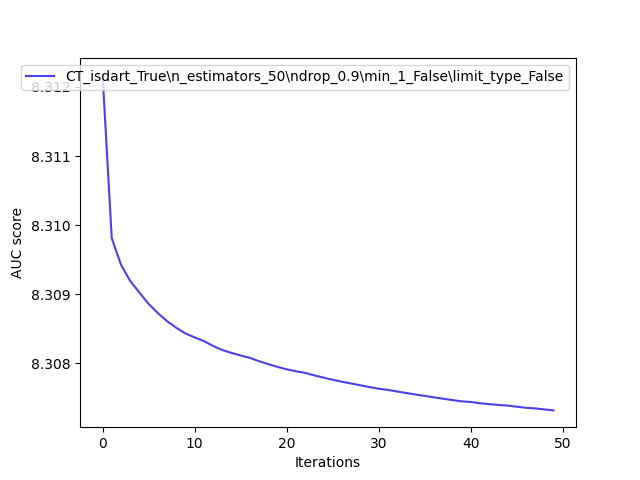 CT_isdart_True\n_estimators_50\ndrop_0.9\min_1_False\limit_type_False
8.312
8.311
8.310
8.309
8.308
AUC score
0 10 20 30 40 50
Iterations